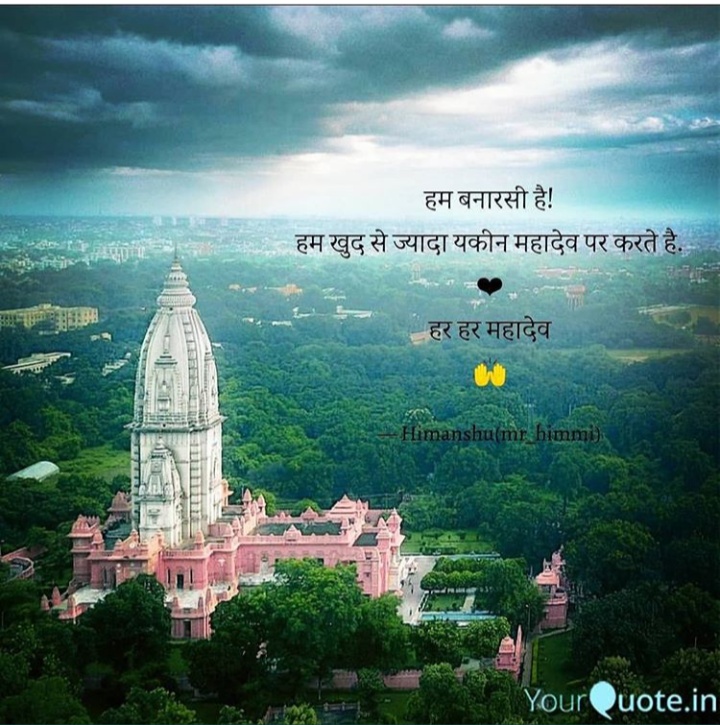 हम बनारसी है!
हम खुद से ज्यादा यकीन महादेव पर करते है.
❤
हर हर महादेव
👐
— Himanshu(mr_himmi)
YourQuote.in